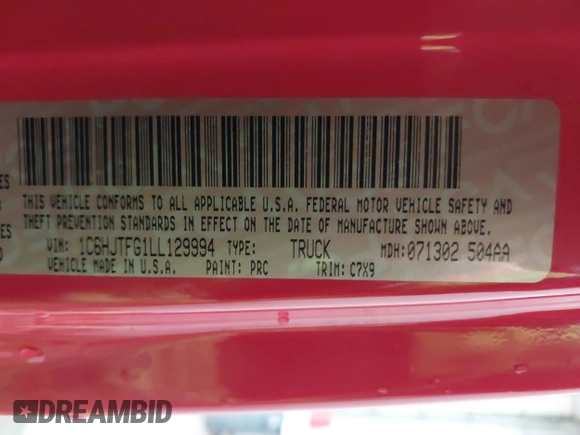 ES
THIS VEHICLE CONFORMS TO ALL APPLICABLE U.S.A. FEDERAL MOTOR VEHICLE SAFETY AND
ES
THEFT PREVENTION STANDARDS IN EFFECT ON THE DATE OF MANUFACTURE SHOWN ABOVE.
VIN: 1C6HJTFG1LL129994 TYPE: TRUCK MDH: 071302 504AA
VEHICLE MADE IN U.S.A. PAINT: PRC TRIM: C7X9
DREAMBID